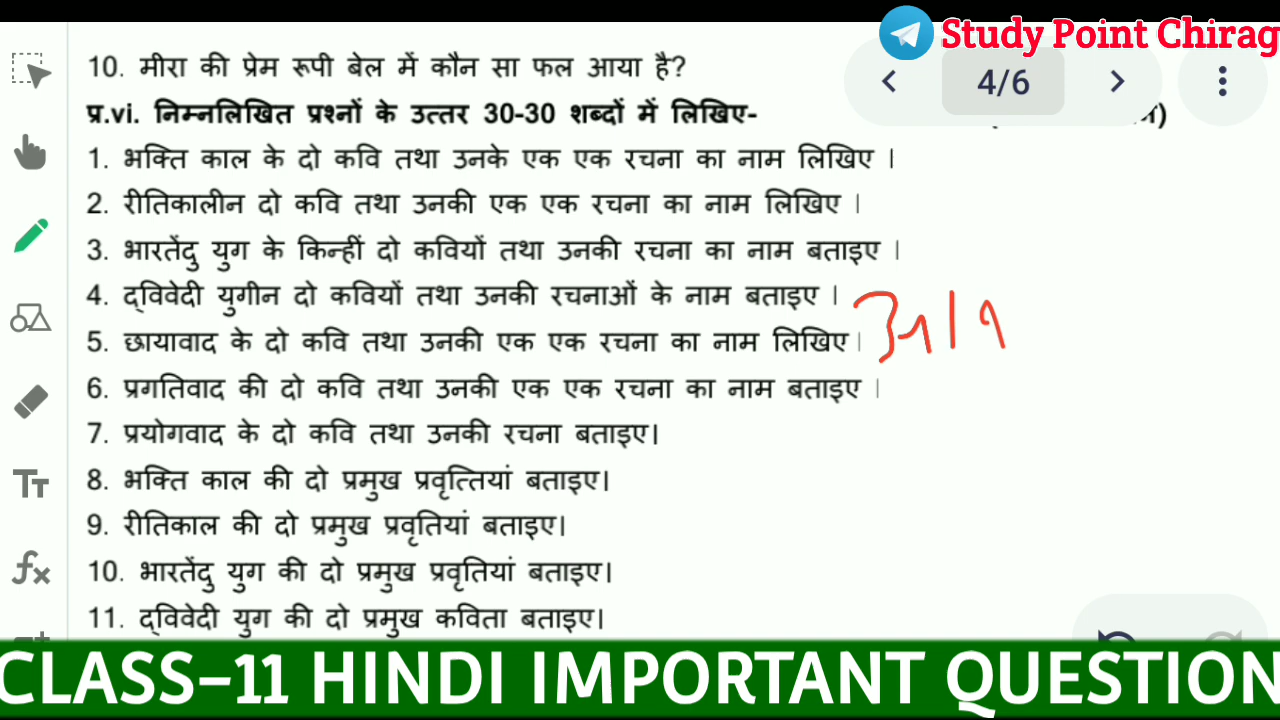 Study Point Chirag
10. मीरा की प्रेम रूपी बेल में कौन सा फल आया है?
4/6
प्र.vi. निम्नलिखित प्रश्नों के उत्तर 30-30 शब्दों में लिखिए-
1. भक्ति काल के दो कवि तथा उनके एक एक रचना का नाम लिखिए ।
2. रीतिकालीन दो कवि तथा उनकी एक एक रचना का नाम लिखिए ।
3. भारतेंदु युग के किन्हीं दो कवियों तथा उनकी रचना का नाम बताइए ।
4. द्विवेदी युगीन दो कवियों तथा उनकी रचनाओं के नाम बताइए ।
5. छायावाद के दो कवि तथा उनकी एक एक रचना का नाम लिखिए ।
6. प्रगतिवाद की दो कवि तथा उनकी एक एक रचना का नाम बताइए ।
7. प्रयोगवाद के दो कवि तथा उनकी रचना बताइए।
8. भक्ति काल की दो प्रमुख प्रवृत्तियां बताइए।
9. रीतिकाल की दो प्रमुख प्रवृतियां बताइए।
10. भारतेंदु युग की दो प्रमुख प्रवृतियां बताइए।
11. द्विवेदी युग की दो प्रमुख कविता बताइए।
Tт
fx
CLASS–11 HINDI IMPORTANT QUESTION